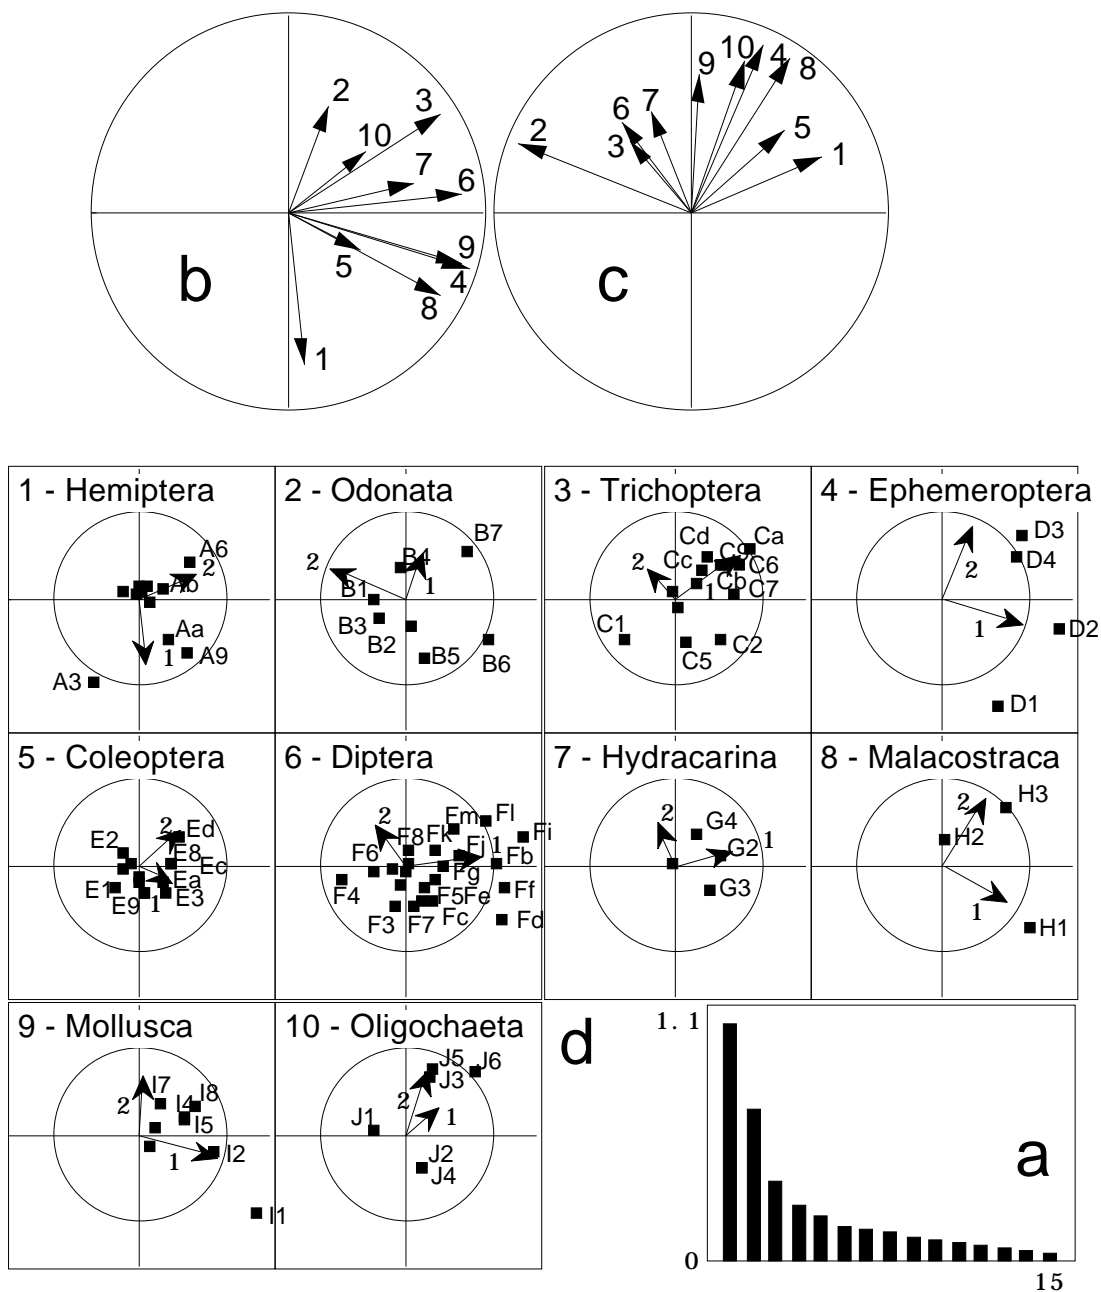 2
3
10
7
6
9
5
4
8
1
b
10
4
9
8
6
7
2
3
5
1
c
1 - Hemiptera
A6
2
Ab
Aa
1
A9
A3
2 - Odonata
B7
2
B4
1
B1
B3
B2
B5
B6
3 - Trichoptera
Cd
Ca
2
Cc
C9
C6
Cb
1
C7
C1
C5
C2
4 - Ephemeroptera
D3
D4
2
1
D2
D1
5 - Coleoptera
2
Ed
E2
E8
Ec
Ea
E1
E9
1
E3
6 - Diptera
2
Fm
Fl
Fi
F8
Fk
Fj
1
F6
Fg
Fb
F4
F5
Fe
Ff
F3
F7
Fc
Fd
7 - Hydracarina
2
G4
1
G2
G3
8 - Malacostraca
2
H3
H2
1
H1
9 - Mollusca
I7
I8
2
I4
I5
1
I2
I1
10 - Oligochaeta
J5
J6
J3
2
1
J1
J2
J4
d
1. 1
a
0
15